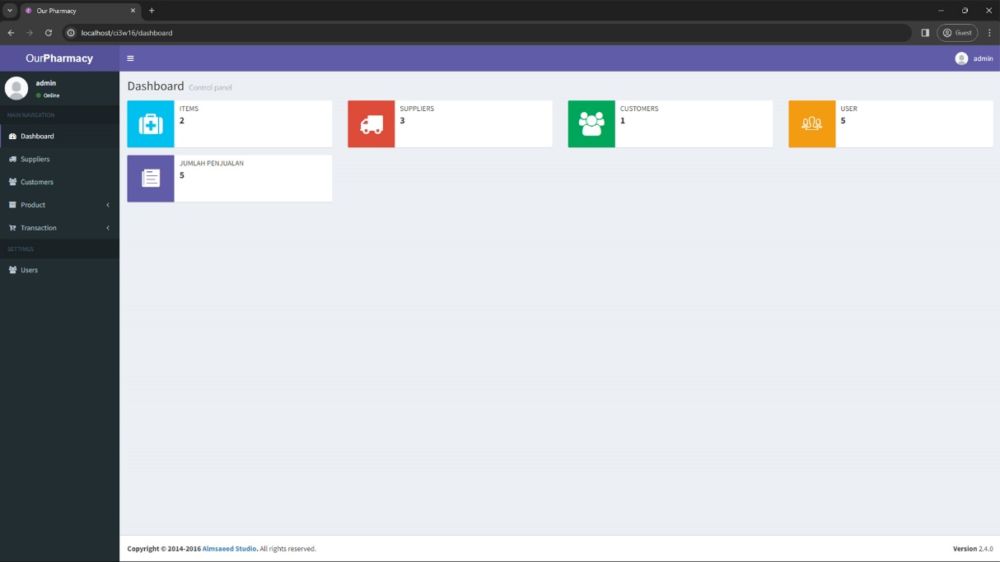 Our Pharmacy
localhost/ci3w16/dashboard
Guest
OurPharmacy
admin
admin
Online
MAIN NAVIGATION
Dashboard
Suppliers
Customers
Product
Transaction
SETTINGS
Users
Dashboard Control panel
ITEMS
2
SUPPLIERS
3
CUSTOMERS
1
USER
5
JUMLAH PENJUALAN
5
Copyright © 2014-2016 Almsaeed Studio. All rights reserved.
Version 2.4.0